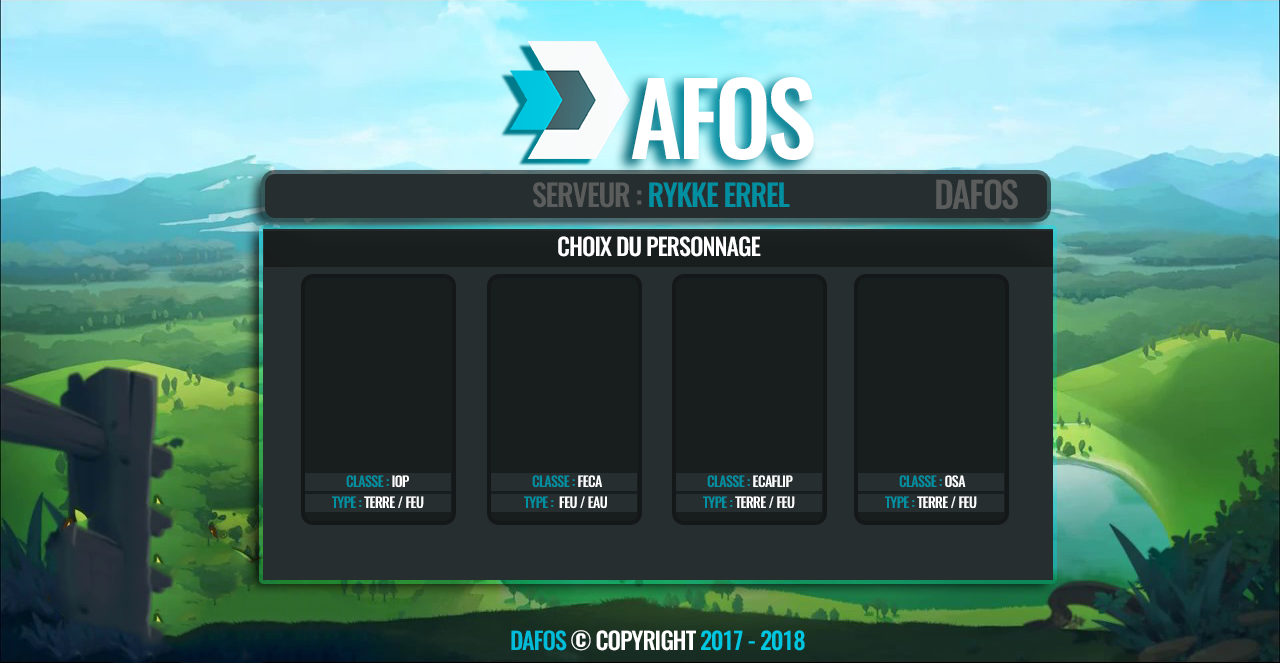 DAFOS
SERVEUR : RYKKE ERREL
DAFOS
CHOIX DU PERSONNAGE
CLASSE : IOP
TYPE : TERRE / FEU
CLASSE : FECA
TYPE : FEU / EAU
CLASSE : ECAFLIP
TYPE : TERRE / FEU
CLASSE : OSA
TYPE : TERRE / FEU
DAFOS © COPYRIGHT 2017 - 2018